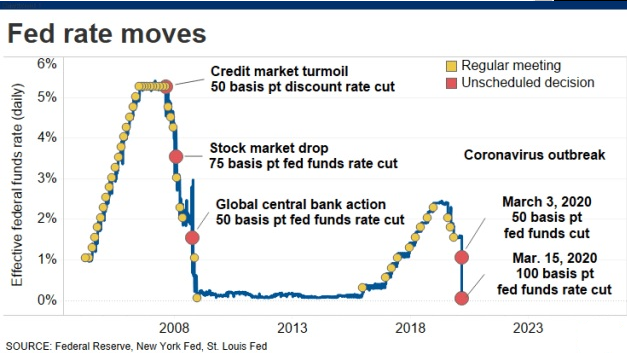 Fed rate moves
Effective federal funds rate (daily)
6%
5%
4%
3%
2%
1%
0%
Credit market turmoil
50 basis pt discount rate cut
Regular meeting
Unscheduled decision
Stock market drop
75 basis pt fed funds rate cut
Coronavirus outbreak
Global central bank action
50 basis pt fed funds rate cut
March 3, 2020
50 basis pt
fed funds cut
Mar. 15, 2020
100 basis pt
fed funds rate cut
2008
2013
2018
2023
SOURCE: Federal Reserve, New York Fed, St. Louis Fed